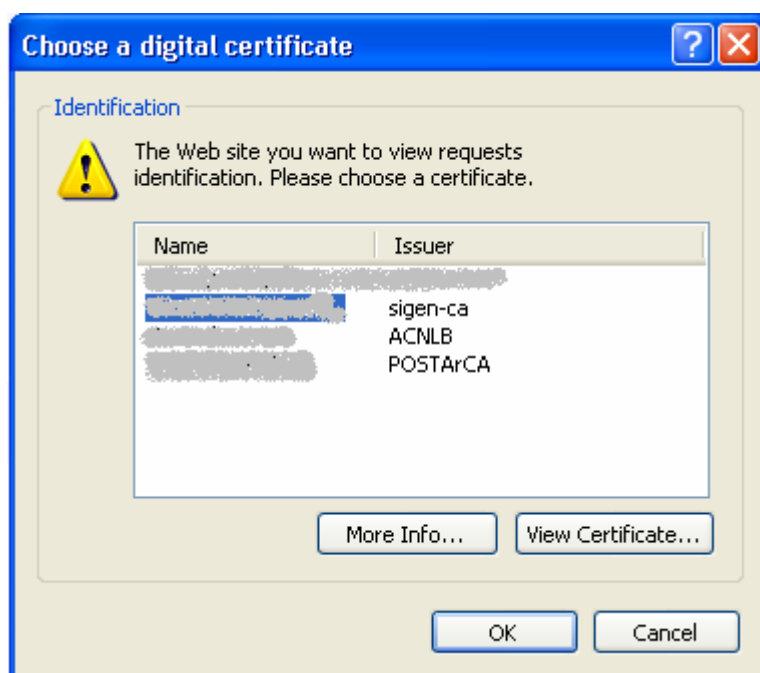 Choose a digital certificate
Identification
The Web site you want to view requests
identification. Please choose a certificate.
Name Issuer
sigen-ca
ACNLB
POSTArCA
More Info... View Certificate...
OK Cancel